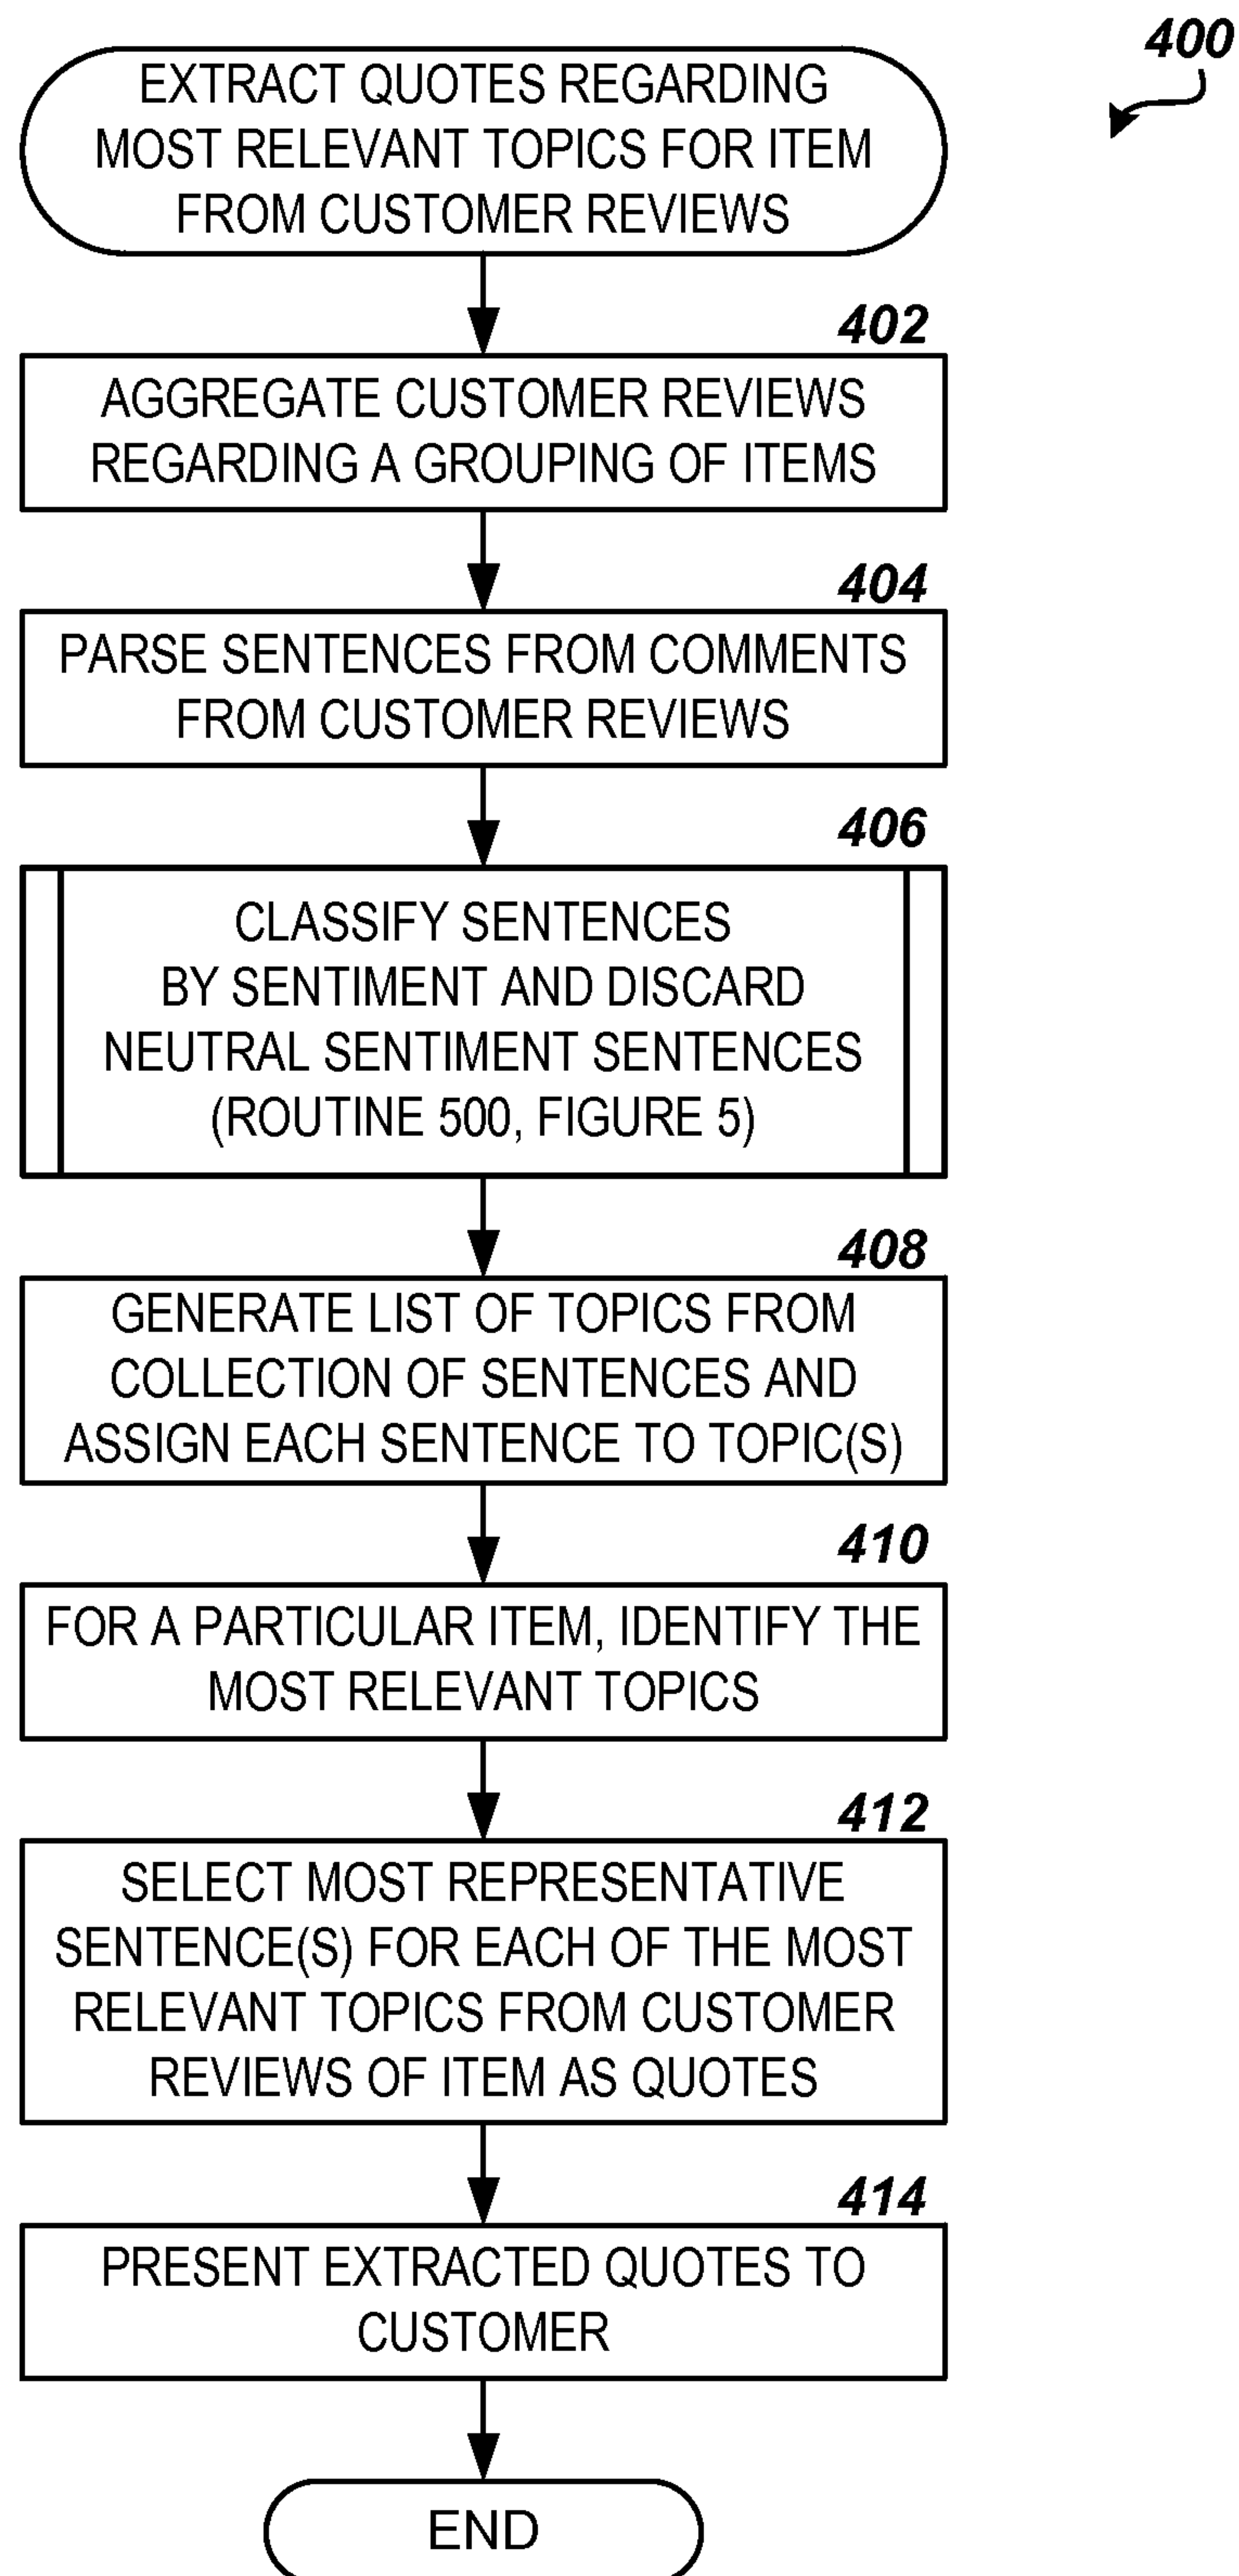 400
EXTRACT QUOTES REGARDING
MOST RELEVANT TOPICS FOR ITEM
FROM CUSTOMER REVIEWS
402
AGGREGATE CUSTOMER REVIEWS
REGARDING A GROUPING OF ITEMS
404
PARSE SENTENCES FROM COMMENTS
FROM CUSTOMER REVIEWS
406
CLASSIFY SENTENCES
BY SENTIMENT AND DISCARD
NEUTRAL SENTIMENT SENTENCES
(ROUTINE 500, FIGURE 5)
408
GENERATE LIST OF TOPICS FROM
COLLECTION OF SENTENCES AND
ASSIGN EACH SENTENCE TO TOPIC(S)
410
FOR A PARTICULAR ITEM, IDENTIFY THE
MOST RELEVANT TOPICS
412
SELECT MOST REPRESENTATIVE
SENTENCE(S) FOR EACH OF THE MOST
RELEVANT TOPICS FROM CUSTOMER
REVIEWS OF ITEM AS QUOTES
414
PRESENT EXTRACTED QUOTES TO
CUSTOMER
END